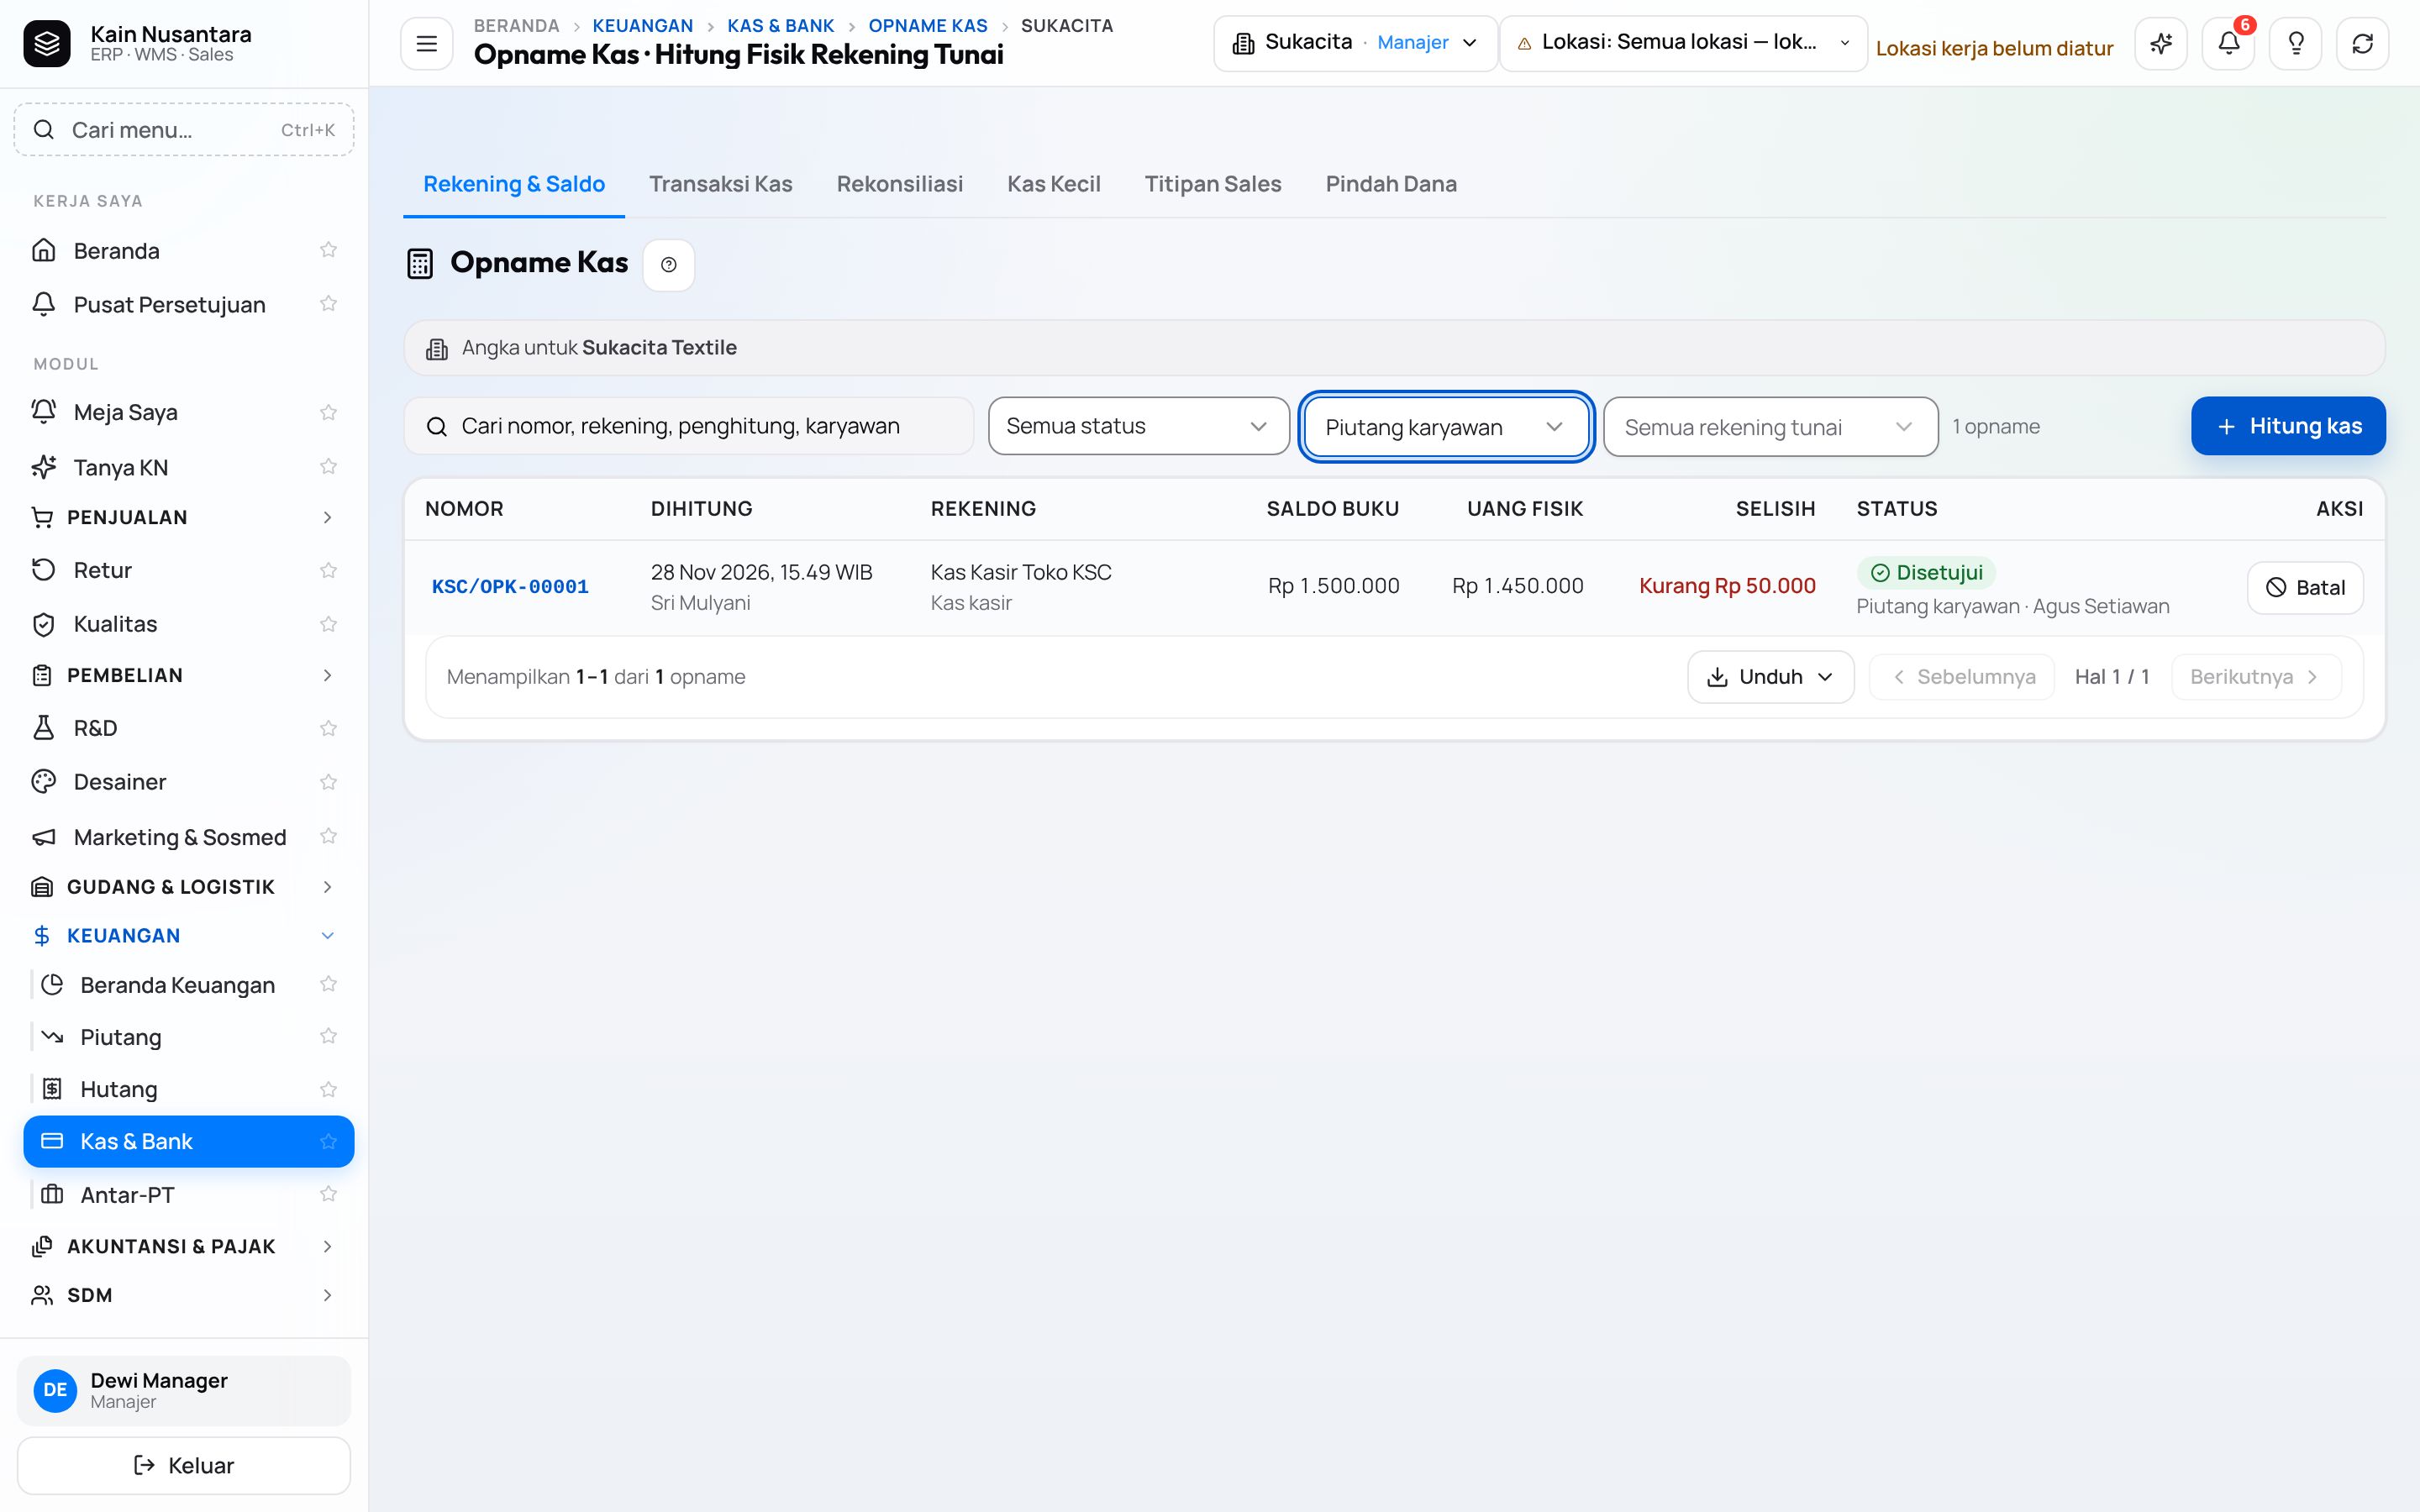 Kain Nusantara
ERP · WMS · Sales
Cari menu...
Ctrl+K
KERJA SAYA
Beranda
Pusat Persetujuan
MODUL
Meja Saya
Tanya KN
PENJUALAN
Retur
Kualitas
PEMBELIAN
R&D
Desainer
Marketing & Sosmed
GUDANG & LOGISTIK
KEUANGAN
Beranda Keuangan
Piutang
Hutang
Kas & Bank
Antar-PT
AKUNTANSI & PAJAK
SDM
DE
Dewi Manager
Manajer
Keluar
BERANDA > KEUANGAN > KAS & BANK > OPNAME KAS > SUKACITA
Opname Kas · Hitung Fisik Rekening Tunai
Sukacita · Manajer
Lokasi: Semua lokasi — lok...
Lokasi kerja belum diatur
6
Rekening & Saldo
Transaksi Kas
Rekonsiliasi
Kas Kecil
Titipan Sales
Pindah Dana
Opname Kas
Angka untuk Sukacita Textile
Cari nomor, rekening, penghitung, karyawan
Semua status
Piutang karyawan
Semua rekening tunai
1 opname
Hitung kas
NOMOR DIHITUNG REKENING SALDO BUKU UANG FISIK SELISIH STATUS AKSI
KSC/OPK-00001
28 Nov 2026, 15.49 WIB
Sri Mulyani
Kas Kasir Toko KSC
Kas kasir
Rp 1.500.000
Rp 1.450.000
Kurang Rp 50.000
Disetujui
Piutang karyawan · Agus Setiawan
Batal
Menampilkan 1–1 dari 1 opname
Unduh
Sebelumnya
Hal 1 / 1
Berikutnya